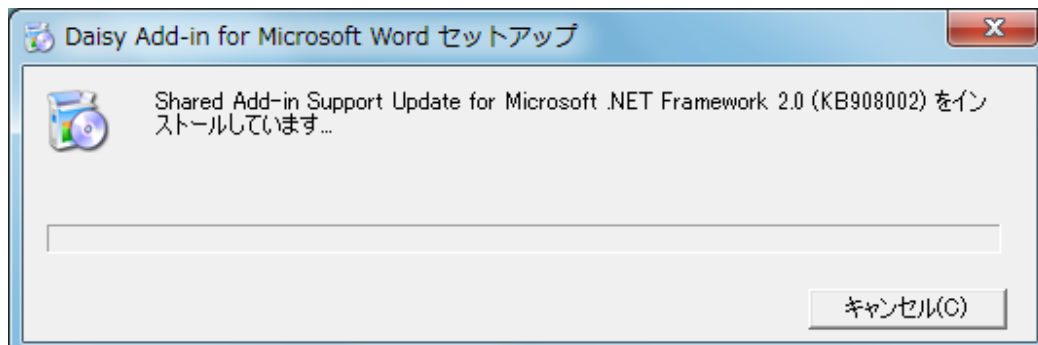 Daisy Add-in for Microsoft Word セットアップ
Shared Add-in Support Update for Microsoft .NET Framework 2.0 (KB908002) をイン
ストールしています...
キャンセル(C)